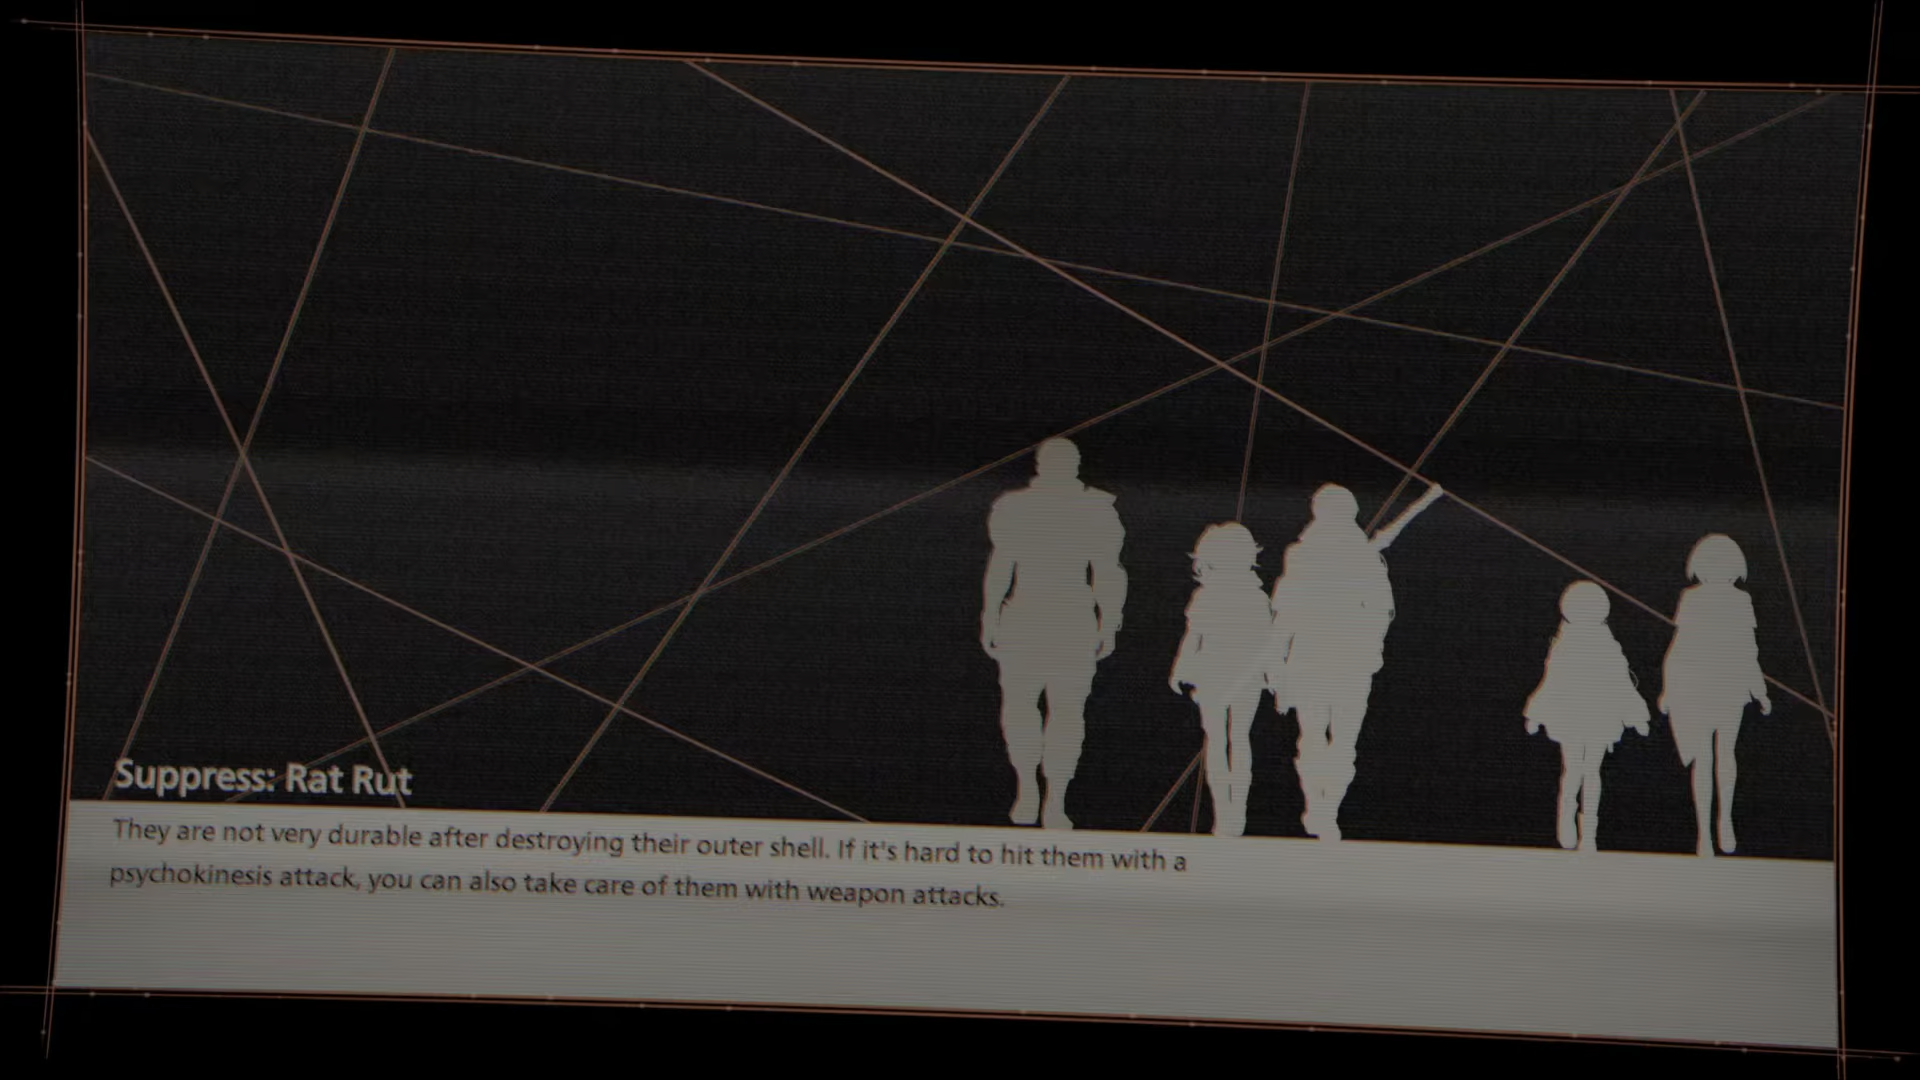 Suppress: Rat Rut
They are not very durable after destroying their outer shell. If it's hard to hit them with a
psychokinesis attack, you can also take care of them with weapon attacks.